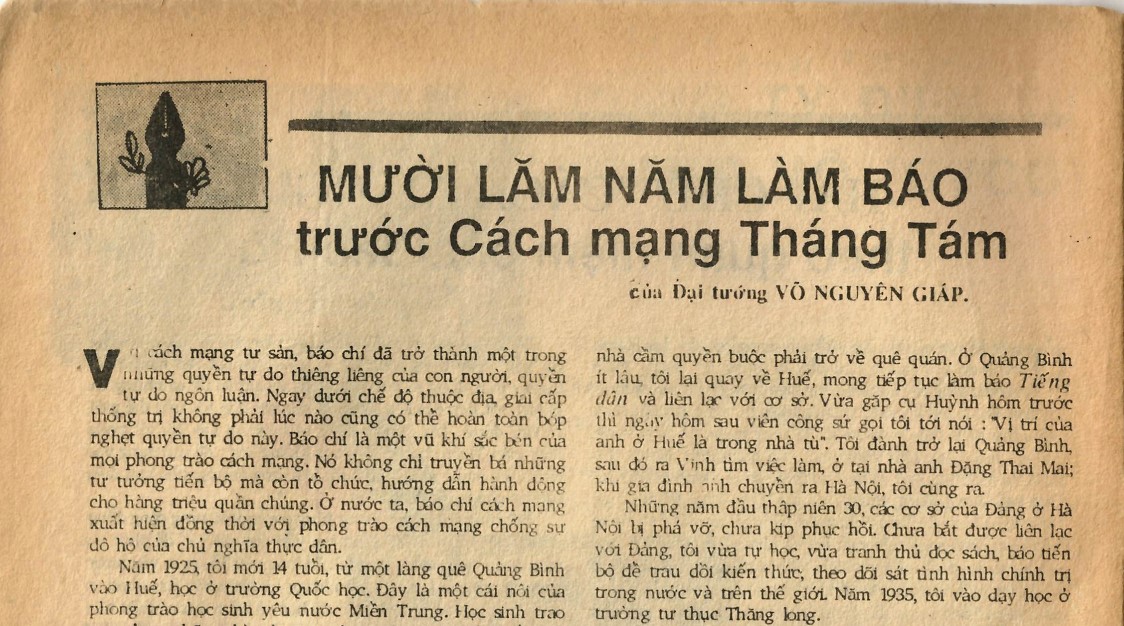 MƯỜI LĂM NĂM LÀM BÁO
trước Cách mạng Tháng Tám
của Đại tướng VÕ NGUYÊN GIÁP.
cách mạng tư sản, báo chí đã trở thành một trong
những quyền tự do thiêng liêng của con người, quyền
tự do ngôn luận. Ngay dưới chế độ thuộc địa, giai cấp
thống trị không phải lúc nào cũng có thể hoàn toàn bóp
nghẹt quyền tự do này. Báo chí là một vũ khí sắc bén của
mọi phong trào cách mạng. Nó không chỉ truyền bá những
tư tưởng tiến bộ mà còn tổ chức, hướng dẫn hành động
cho hàng triệu quần chúng. Ở nước ta, báo chí cách mạng
xuất hiện đồng thời với phong trào cách mạng chống sự
đô hộ của chủ nghĩa thực dân.
Năm 1925, tôi mới 14 tuổi, từ một làng quê Quảng Bình
vào Huế, học ở trường Quốc học. Đây là một cái nôi của
phong trào học sinh yêu nước Miền Trung. Học sinh trao
nhà cầm quyền buộc phải trở về quê quán. Ở Quảng Bình
ít lâu, tôi lại quay về Huế, mong tiếp tục làm báo Tiếng
dân và liên lạc với cơ sở. Vừa gặp cụ Huỳnh hôm trước
thì ngay hôm sau viên công sứ gọi tôi tới nói : "Vị trí của
anh ở Huế là trong nhà tù". Tôi đành trở lại Quảng Bình,
sau đó ra Vinh tìm việc làm, ở tại nhà anh Đặng Thai Mai;
khi gia đình anh chuyển ra Hà Nội, tôi cùng ra.
Những năm đầu thập niên 30, các cơ sở của Đảng ở Hà
Nội bị phá vỡ, chưa kịp phục hồi. Chưa bắt được liên lạc
với Đảng, tôi vừa tự học, vừa tranh thủ đọc sách, báo tiến
bộ để trau dồi kiến thức, theo dõi sát tình hình chính trị
trong nước và trên thế giới. Năm 1935, tôi vào dạy học ở
trường tư thục Thăng long.